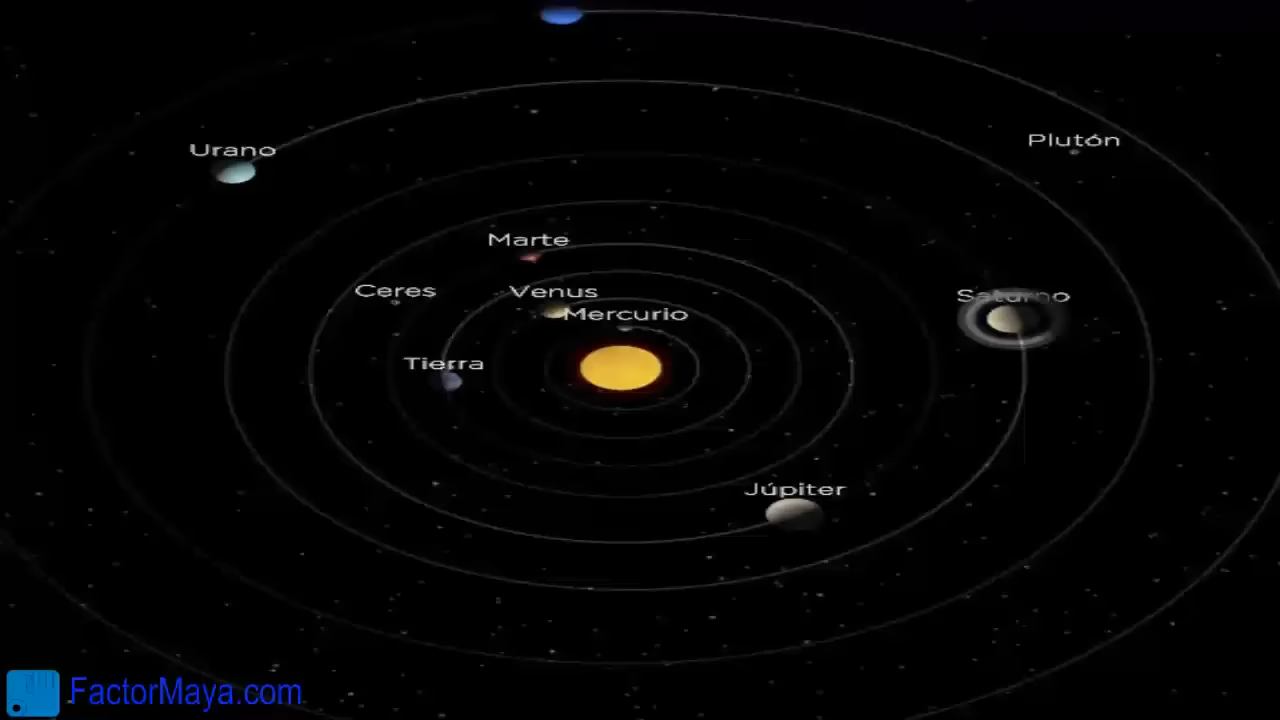 Plutón
Urano
Marte
Ceres
Venus
Saturno
Mercurio
Tierra
Júpiter
FactorMaya.com